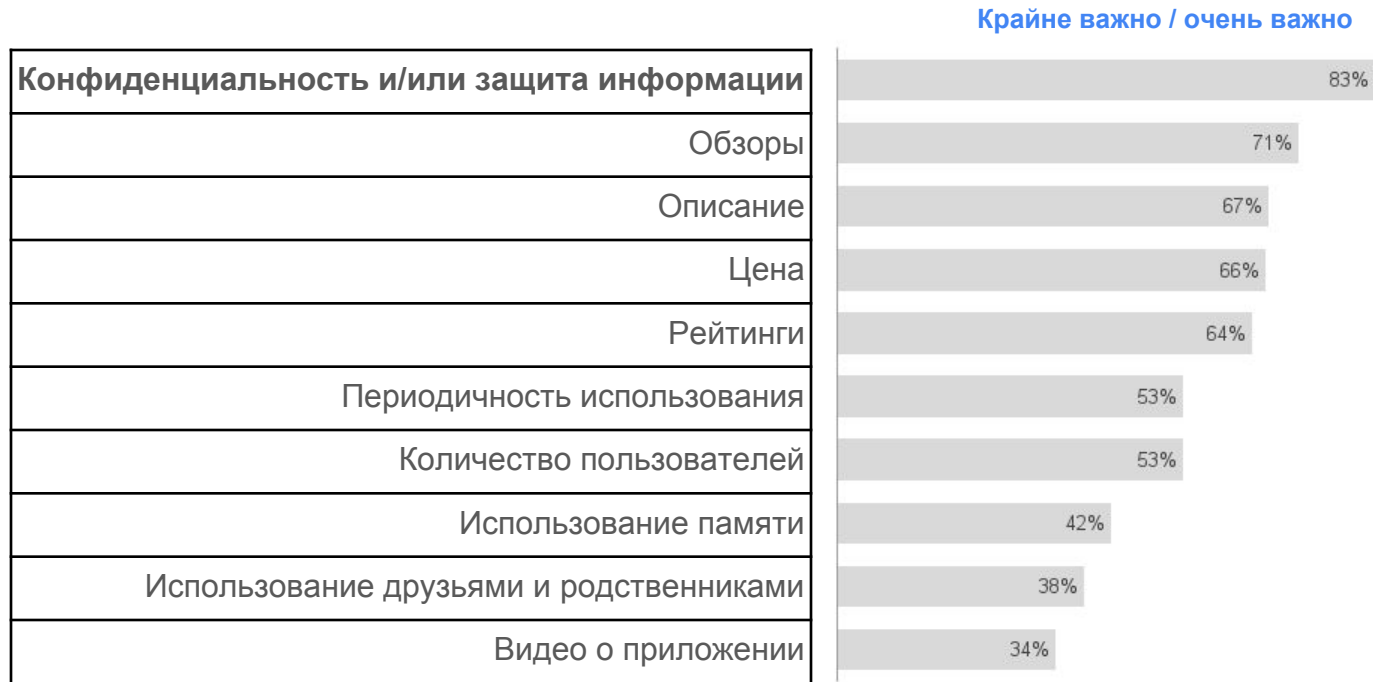 Крайне важно / очень важно
Конфиденциальность и/или защита информации 83%
Обзоры 71%
Описание 67%
Цена 66%
Рейтинги 64%
Периодичность использования 53%
Количество пользователей 53%
Использование памяти 42%
Использование друзьями и родственниками 38%
Видео о приложении 34%